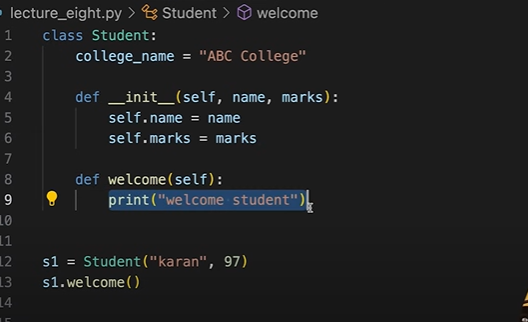 lecture_eight.py > Student > welcome
1 class Student:
2     college_name = "ABC College"
3
4     def __init__(self, name, marks):
5         self.name = name
6         self.marks = marks
7
8     def welcome(self):
9         print("welcome student")
10
11
12 s1 = Student("karan", 97)
13 s1.welcome()
14
15